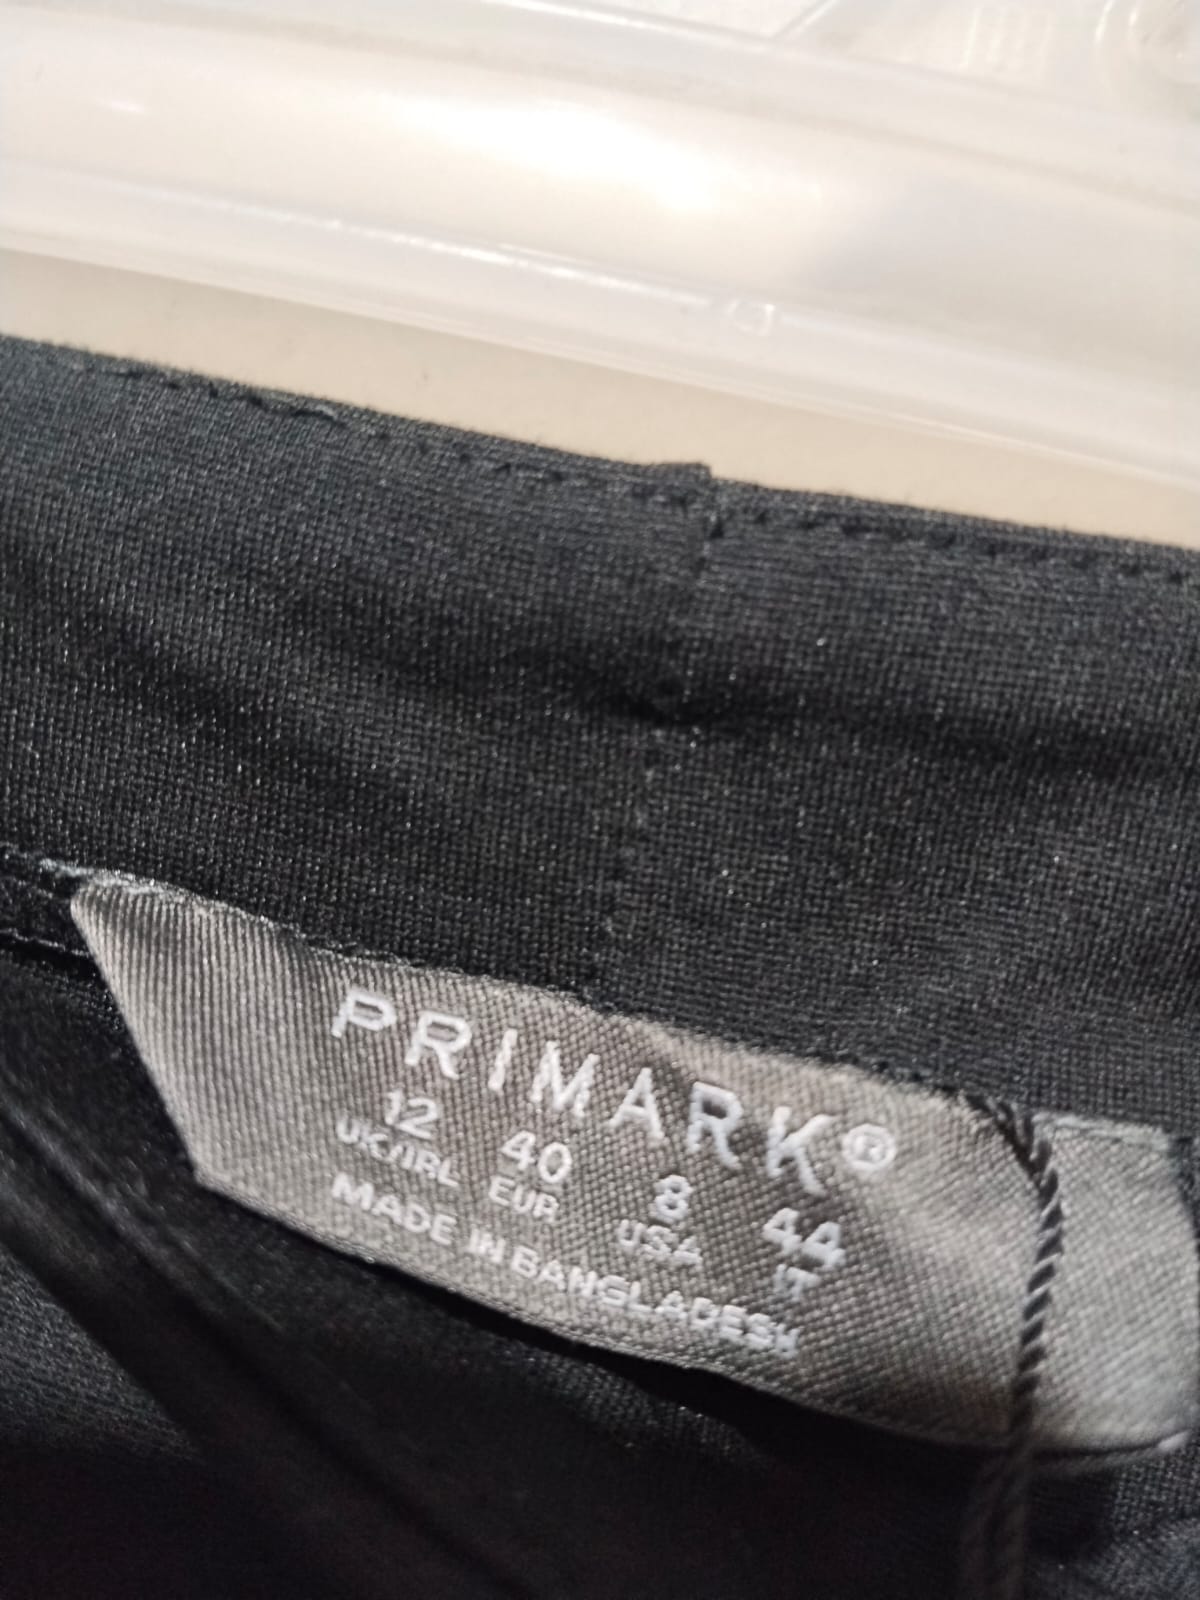 PRIMARK®
12 40 8 44
UK/IRL EUR USA IT
MADE IN BANGLADESH